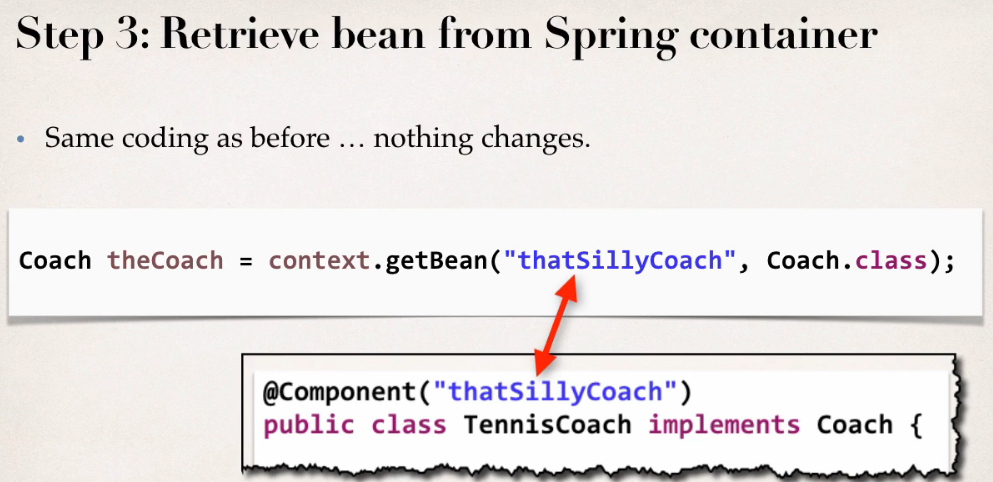 Step 3: Retrieve bean from Spring container
• Same coding as before … nothing changes.
Coach theCoach = context.getBean("thatSillyCoach", Coach.class);
@Component("thatSillyCoach")
public class TennisCoach implements Coach {